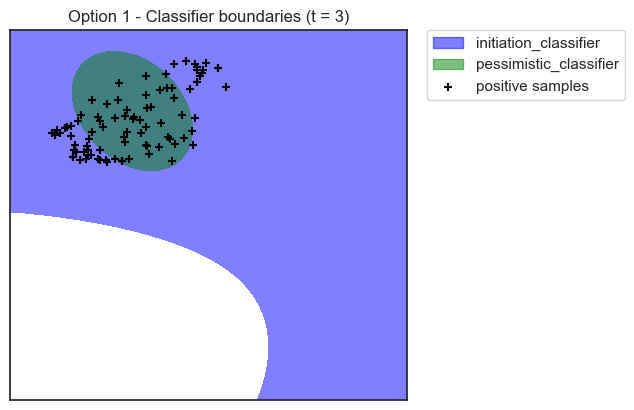 Option 1 - Classifier boundaries (t = 3)
initiation_classifier
pessimistic_classifier
positive samples